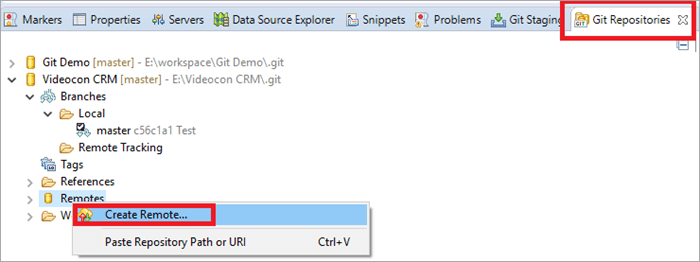 Markers Properties Servers Data Source Explorer Snippets Problems Git Staging Git Repositories
Git Demo [master] - E:\workspace\Git Demo\.git
Videocon CRM [master] - E:\Videocon CRM\.git
Branches
Local
master c56c1a1 Test
Remote Tracking
Tags
References
Remotes
W
Create Remote...
Paste Repository Path or URI Ctrl+V